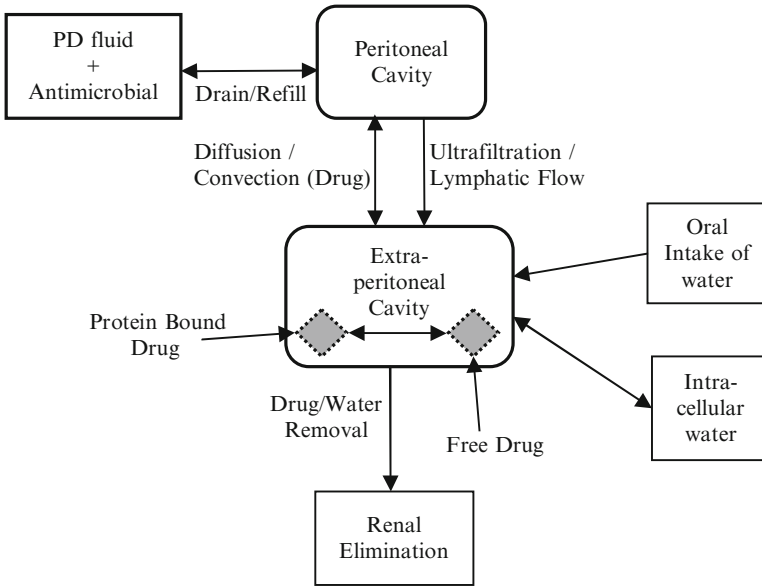 PD fluid
+
Antimicrobial
Drain/Refill
Peritoneal
Cavity
Diffusion /
Convection (Drug)
Ultrafiltration /
Lymphatic Flow
Extra-
peritoneal
Cavity
Oral
Intake of
water
Protein Bound
Drug
Intra-
cellular
water
Drug/Water
Removal
Free Drug
Renal
Elimination